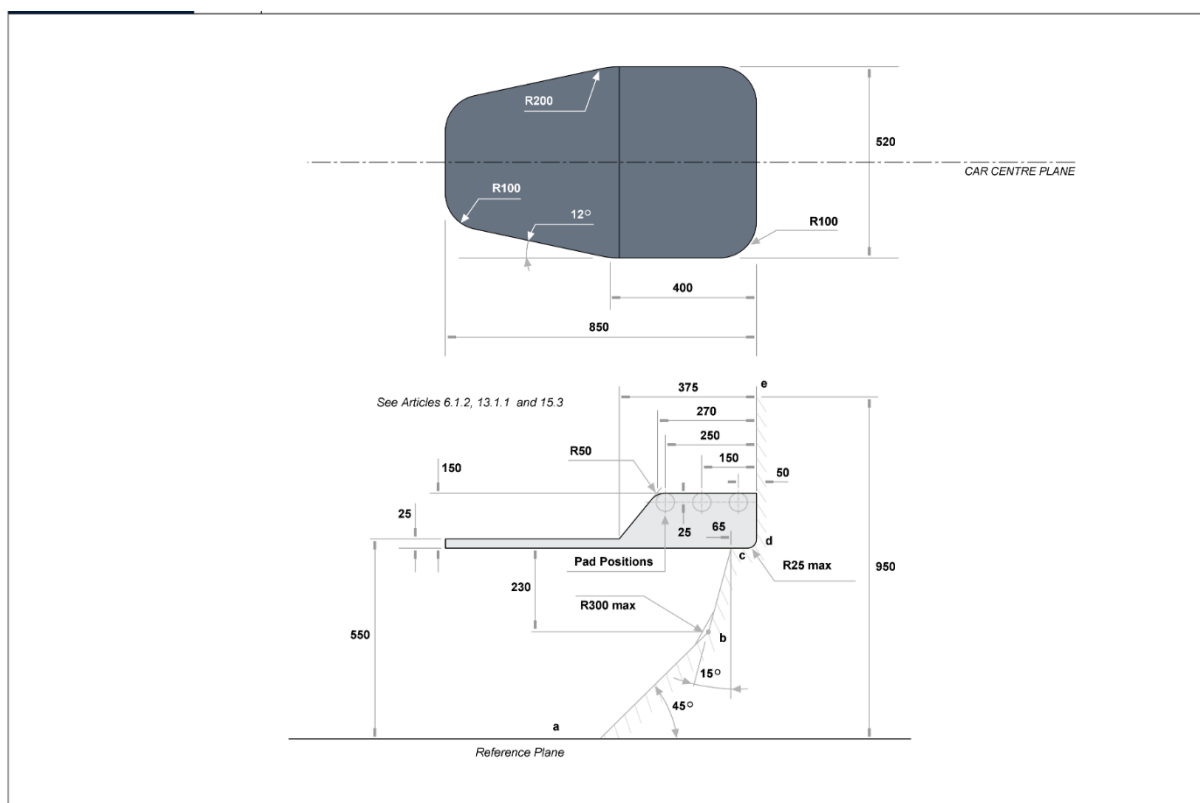 R200
520
CAR CENTRE PLANE
R100
12°
R100
400
850
375
e
See Articles 6.1.2, 13.1.1 and 15.3
270
250
R50
150
150
50
25
25
65
d
Pad Positions
c
R25 max
950
230
R300 max
550
b
15°
45°
a
Reference Plane